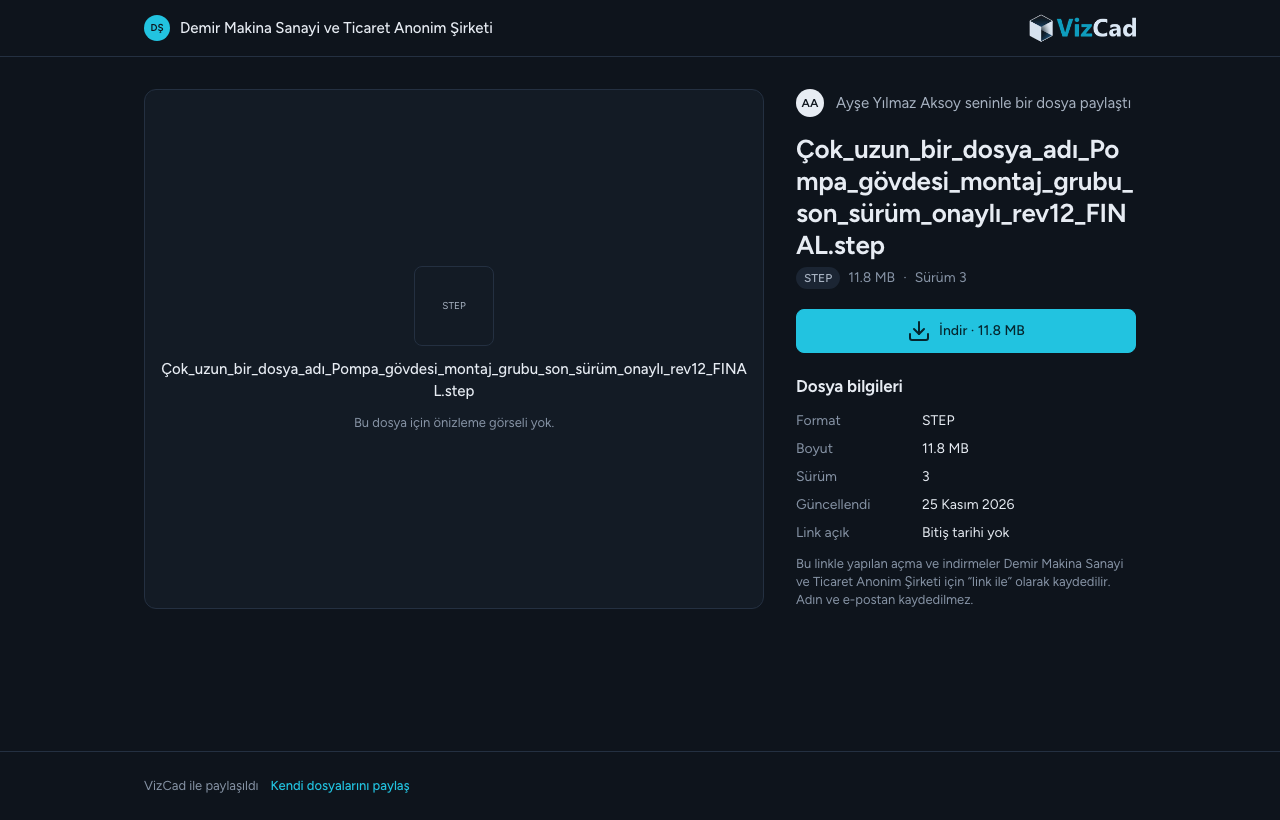 DŞ Demir Makina Sanayi ve Ticaret Anonim Şirketi
VizCad
STEP
Çok_uzun_bir_dosya_adı_Pompa_gövdesi_montaj_grubu_son_sürüm_onaylı_rev12_FINA
L.step
Bu dosya için önizleme görseli yok.
AA Ayşe Yılmaz Aksoy seninle bir dosya paylaştı
Çok_uzun_bir_dosya_adı_Po
mpa_gövdesi_montaj_grubu_
son_sürüm_onaylı_rev12_FIN
AL.step
STEP 11.8 MB · Sürüm 3
İndir · 11.8 MB
Dosya bilgileri
Format STEP
Boyut 11.8 MB
Sürüm 3
Güncellendi 25 Kasım 2026
Link açık Bitiş tarihi yok
Bu linkle yapılan açma ve indirmeler Demir Makina Sanayi
ve Ticaret Anonim Şirketi için “link ile” olarak kaydedilir.
Adın ve e-postan kaydedilmez.
VizCad ile paylaşıldı Kendi dosyalarını paylaş